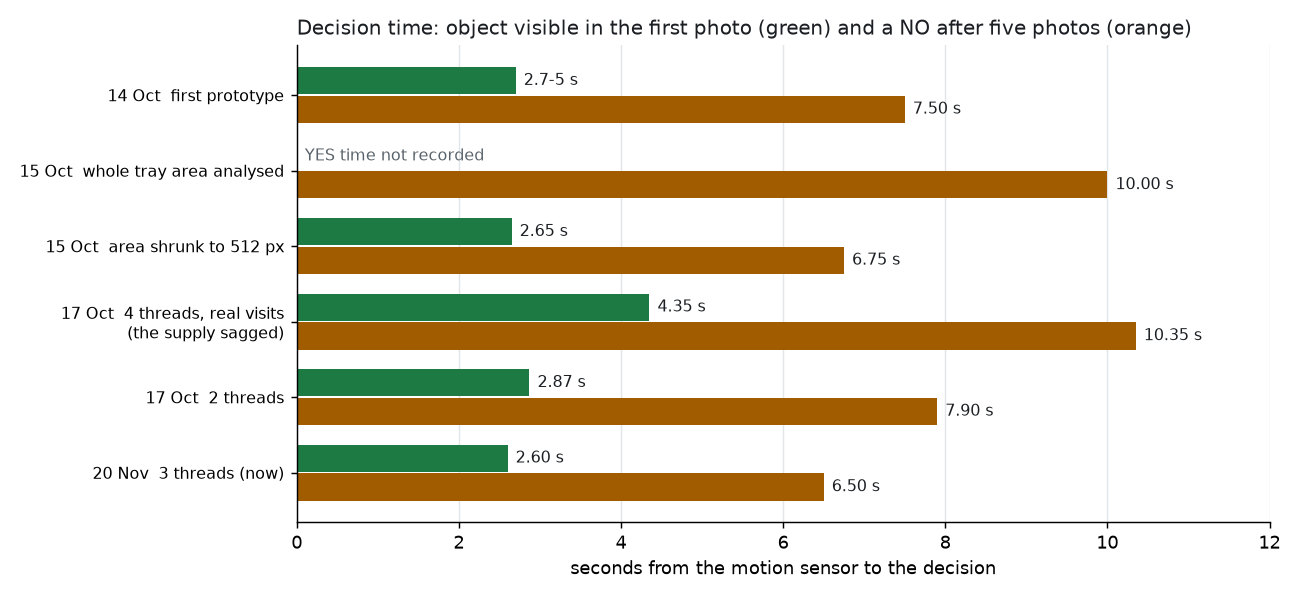 Decision time: object visible in the first photo (green) and a NO after five photos (orange)
14 Oct  first prototype
2.7-5 s
7.50 s
YES time not recorded
15 Oct  whole tray area analysed
10.00 s
2.65 s
15 Oct  area shrunk to 512 px
6.75 s
4.35 s
17 Oct  4 threads, real visits
(the supply sagged)
10.35 s
2.87 s
17 Oct  2 threads
7.90 s
2.60 s
20 Nov  3 threads (now)
6.50 s
0 2 4 6 8 10 12
seconds from the motion sensor to the decision